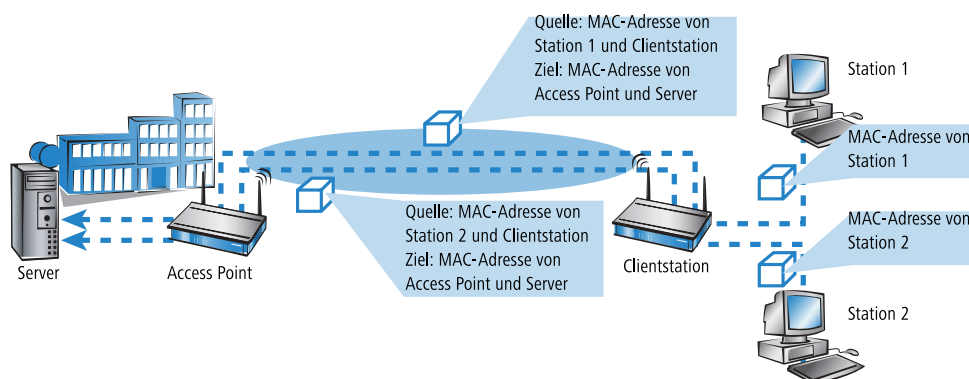 Quelle: MAC-Adresse von
Station 1 und Clientstation
Ziel: MAC-Adresse von
Access Point und Server
Station 1
MAC-Adresse von
Station 1
Quelle: MAC-Adresse von
Station 2 und Clientstation
Ziel: MAC-Adresse von
Access Point und Server
MAC-Adresse von
Station 2
Server
Access Point
Clientstation
Station 2